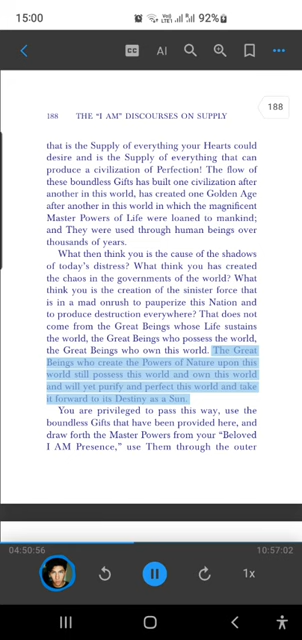 15:00
92%
CC
AI
188
188 THE “I AM” DISCOURSES ON SUPPLY
that is the Supply of everything your Hearts could
desire and is the Supply of everything that can
produce a civilization of Perfection! The flow of
these boundless Gifts has built one civilization after
another in this world, has created one Golden Age
after another in this world in which the magnificent
Master Powers of Life were loaned to mankind;
and They were used through human beings over
thousands of years.
What then think you is the cause of the shadows
of today’s distress? What think you has created
the chaos in the governments of the world? What
think you is the creation of the sinister force that
is in a mad onrush to pauperize this Nation and
to produce destruction everywhere? That does not
come from the Great Beings whose Life sustains
the world, the Great Beings who possess the world,
the Great Beings who own this world. The Great
Beings who create the Powers of Nature upon this
world still possess this world and own this world
and will yet purify and perfect this world and take
it forward to its Destiny as a Sun.
You are privileged to pass this way, use the
boundless Gifts that have been provided here, and
draw forth the Master Powers from your “Beloved
I AM Presence,” use Them through the outer
04:50:56
10:57:02
1x